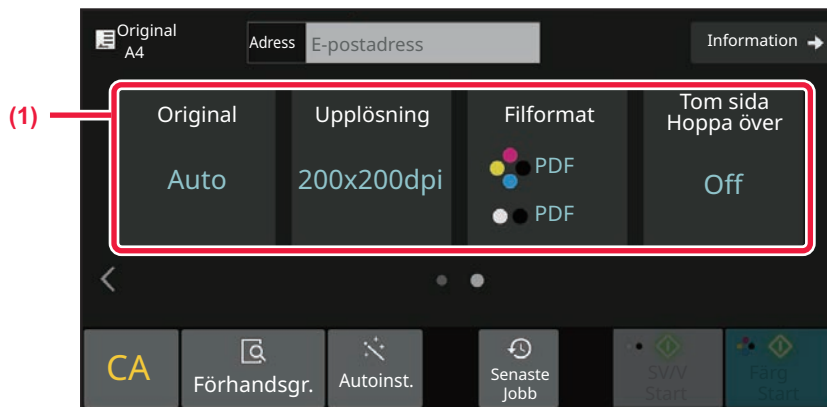 Original
A4
Adress E-postadress
Information
(1)
Original Upplösning Filformat Tom sida
Hoppa över
Auto 200x200dpi PDF Off
PDF
CA Förhandsgr. Autoinst. Senaste
Jobb
SV/V
Start
Färg
Start